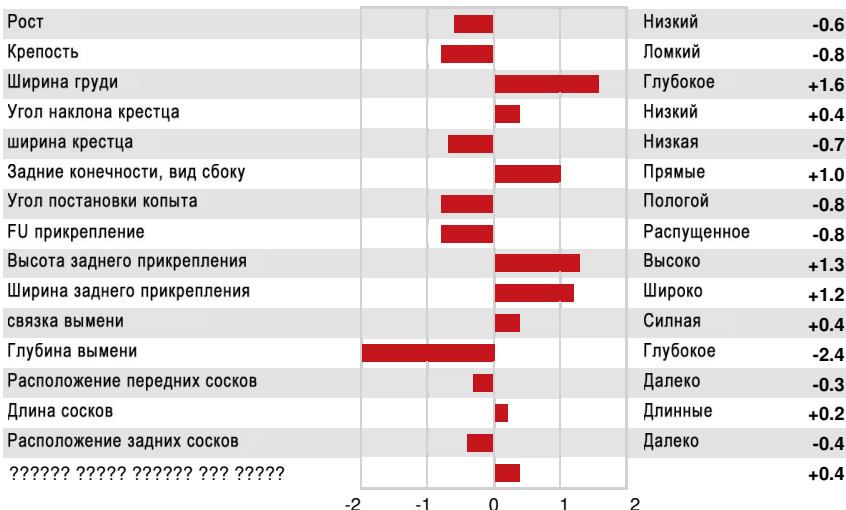 Рост Низкий -0.6
Крепость Ломкий -0.8
Ширина груди Глубокое +1.6
Угол наклона крестца Низкий +0.4
ширина крестца Низкая -0.7
Задние конечности, вид сбоку Прямые +1.0
Угол постановки копыта Пологой -0.8
FU прикрепление Распущенное -0.8
Высота заднего прикрепления Высоко +1.3
Ширина заднего прикрепления Широко +1.2
связка вымени Силная +0.4
Глубина вымени Глубокое -2.4
Расположение передних сосков Далеко -0.3
Длина сосков Длинные +0.2
Расположение задних сосков Далеко -0.4
?????? ????? ?????? ??? ????? +0.4
-2 -1 0 1 2